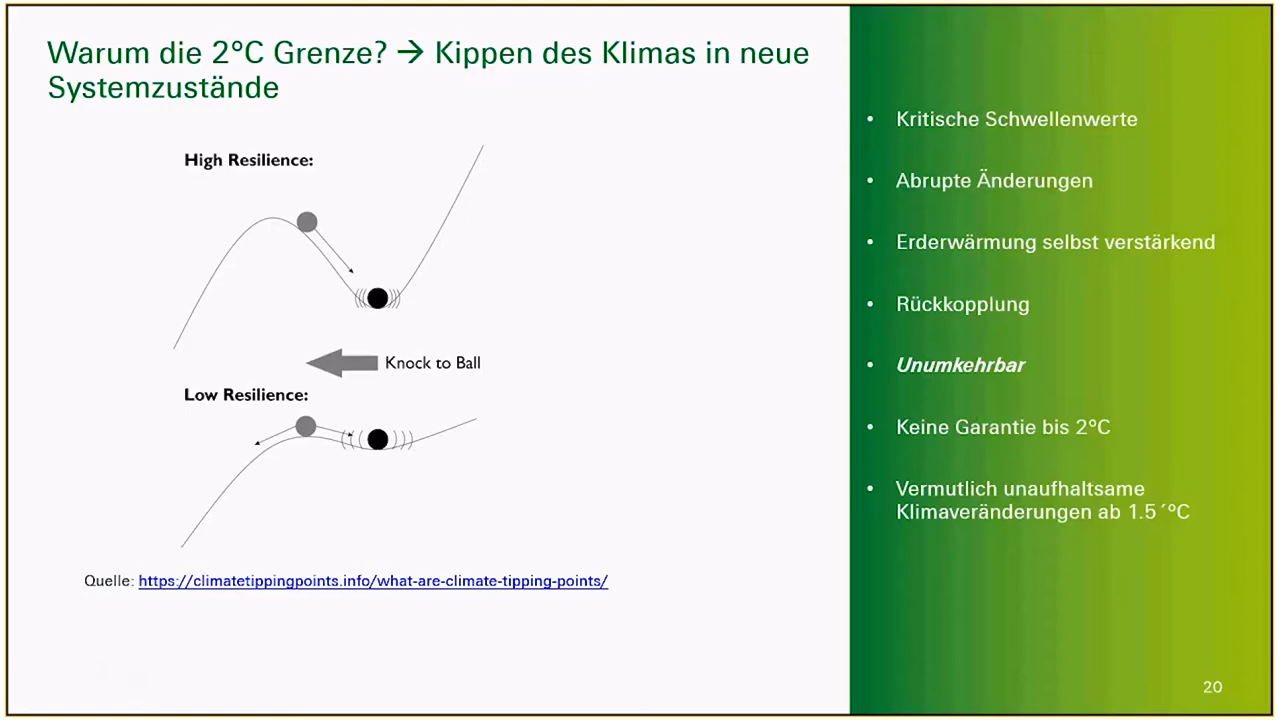 Warum die 2°C Grenze? → Kippen des Klimas in neue
Systemzustände
High Resilience:
Knock to Ball
Low Resilience:
Quelle: https://climatetippingpoints.info/what-are-climate-tipping-points/
• Kritische Schwellenwerte
• Abrupte Änderungen
• Erderwärmung selbst verstärkend
• Rückkopplung
• Unumkehrbar
• Keine Garantie bis 2°C
• Vermutlich unaufhaltsame
Klimaveränderungen ab 1.5´°C
20